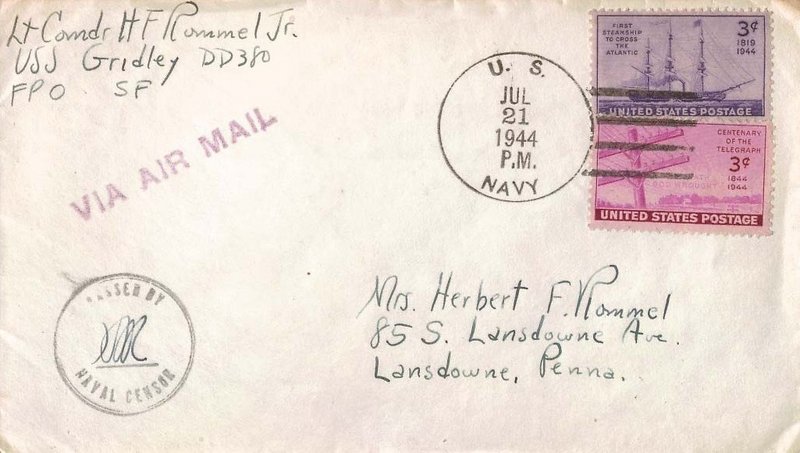 Lt Comdr H F Rommel Jr.
USS Gridley DD380
FPO SF
VIA AIR MAIL
U. S.
JUL
21
1944
P.M.
NAVY
FIRST
STEAMSHIP
TO CROSS
THE
ATLANTIC
3¢
1819
1944
UNITED STATES POSTAGE
CENTENARY
OF THE
TELEGRAPH
3¢
1844
1944
UNITED STATES POSTAGE
PASSED BY
NAVAL CENSOR
Mrs. Herbert F. Rommel
85 S. Lansdowne Ave.
Lansdowne, Penna.